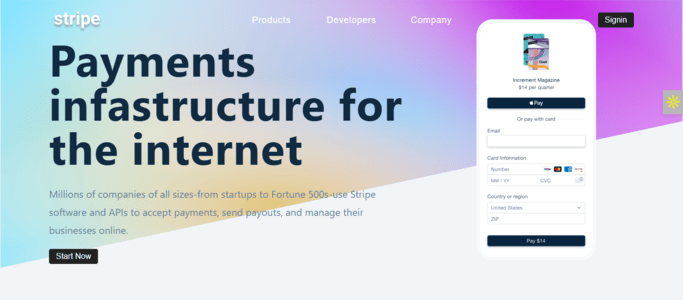 stripe
Products
Developers
Company
Signin
Payments
infastructure for
the internet
Millions of companies of all sizes-from startups to Fortune 500s-use Stripe
software and APIs to accept payments, send payouts, and manage their
businesses online.
Start Now
Increment Magazine
$14 per quarter
Pay
Or pay with card
Email
Card Information
Number
VISA
MM / YY
CVC
Country or region
United States
ZIP
Pay $14